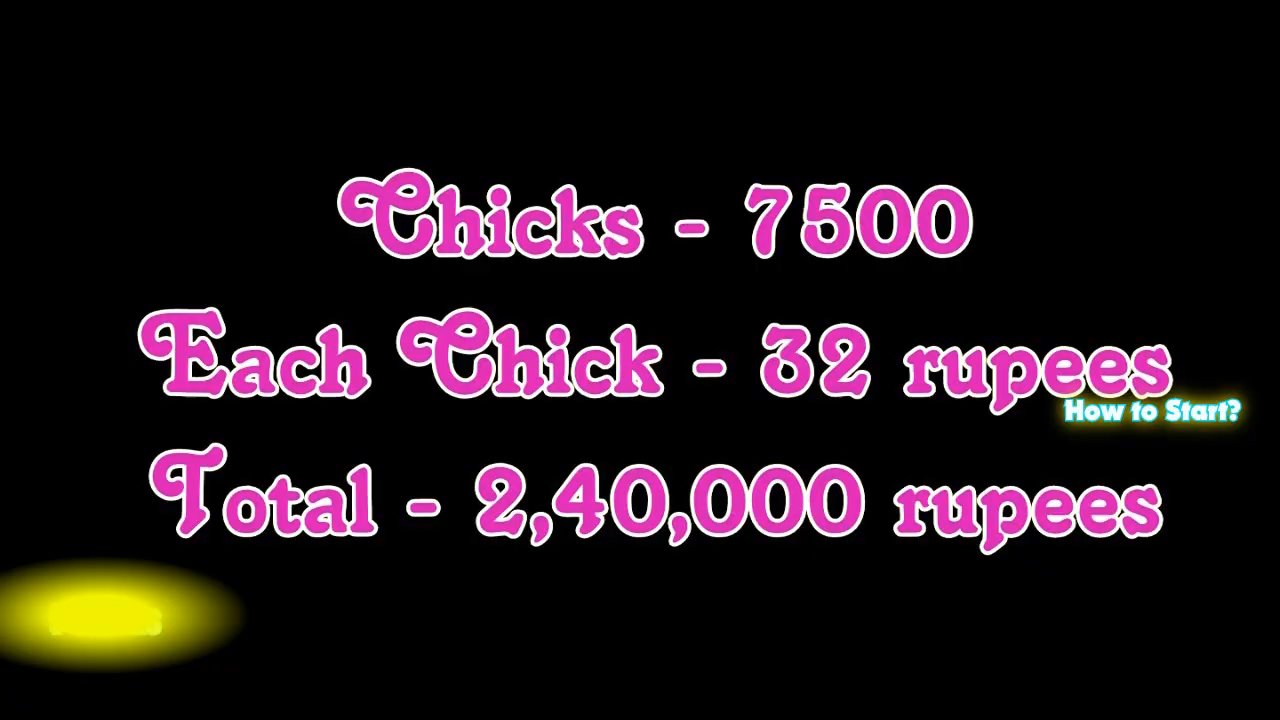 Chicks - 7500
Each Chick - 32 rupees
How to Start?
Total - 2,40,000 rupees